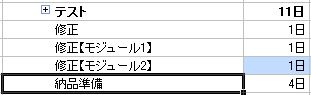 テスト 11日
修正 1日
修正【モジュール1】 1日
修正【モジュール2】 1日
納品準備 4日